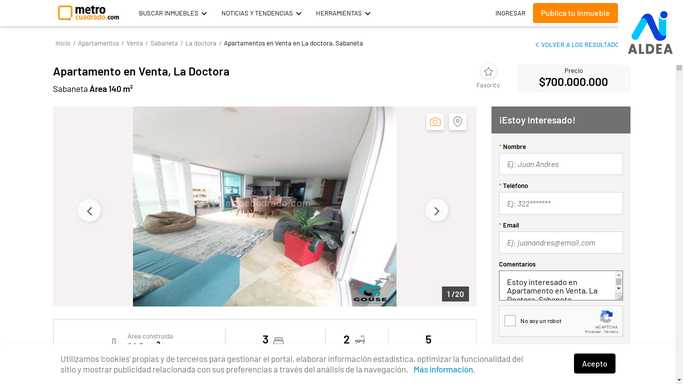 metro
cuadrado.com
BUSCAR INMUEBLES
NOTICIAS Y TENDENCIAS
HERRAMIENTAS
INGRESAR
Publica tu Inmueble
AI
ALDEA
Inicio / Apartamentos / Venta / Sabaneta / La doctora / Apartamentos en Venta en La doctora, Sabaneta
VOLVER A LOS RESULTADO
Apartamento en Venta, La Doctora
Sabaneta Área 140 m²
Favorito
Precio
$700.000.000
¡Estoy Interesado!
* Nombre
Ej: Juan Andres
* Teléfono
Ej: 322*******
* Email
Ej: juanandres@email.com
Comentarios
Estoy interesado en
Apartamento en Venta, La
Doctora, Sabaneta
No soy un robot
reCAPTCHA
Privacidad - Términos
metrocuadrado.com
GOUSE
1 / 20
Área construida
3
2
5
Utilizamos 'cookies' propias y de terceros para gestionar el portal, elaborar información estadística, optimizar la funcionalidad del
sitio y mostrar publicidad relacionada con sus preferencias a través del análisis de la navegación. Más información.
Acepto